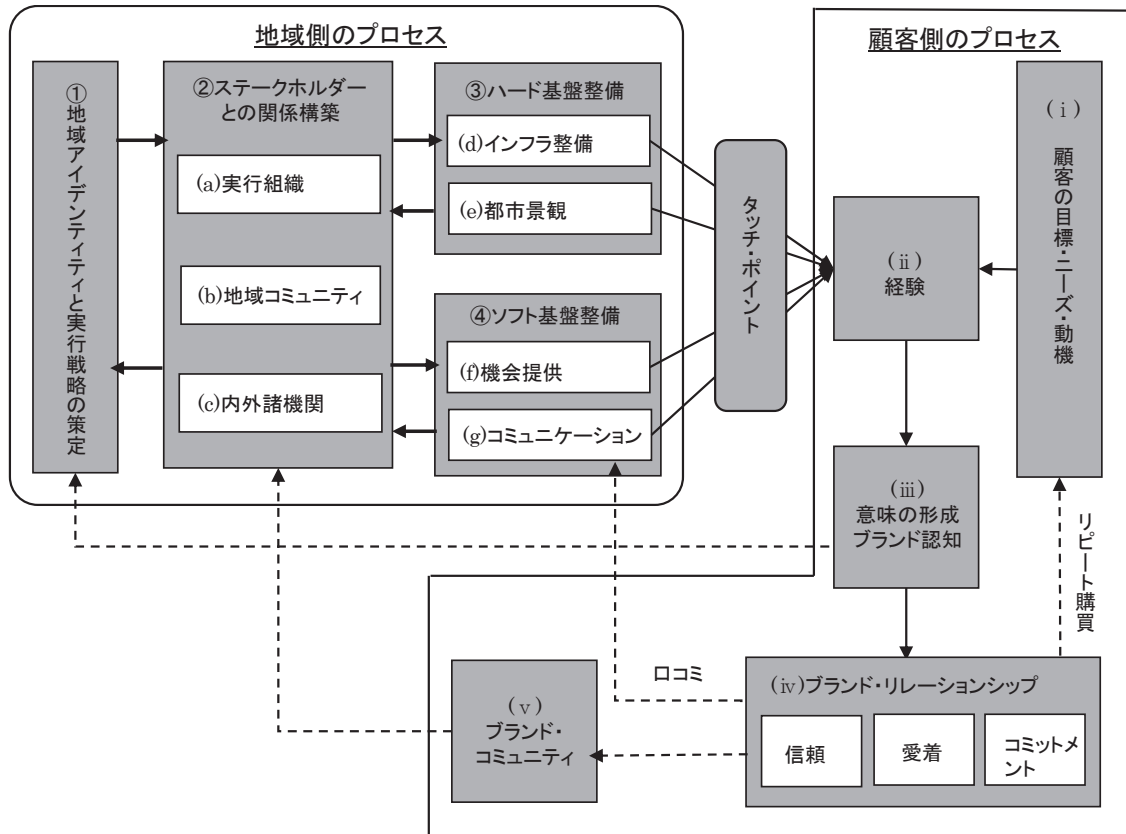 地域側のプロセス
①地域アイデンティティと実行戦略の策定
②ステークホルダー
との関係構築
(a)実行組織
(b)地域コミュニティ
(c)内外諸機関
③ハード基盤整備
(d)インフラ整備
(e)都市景観
④ソフト基盤整備
(f)機会提供
(g)コミュニケーション
タッチ・ポイント
顧客側のプロセス
(ⅰ) 顧客の目標・ニーズ・動機
(ⅱ)
経験
(ⅲ)
意味の形成
ブランド認知
リピート購買
口コミ
(ⅳ)ブランド・リレーションシップ
信頼
愛着
コミットメ
ント
(ⅴ)
ブランド・
コミュニティ